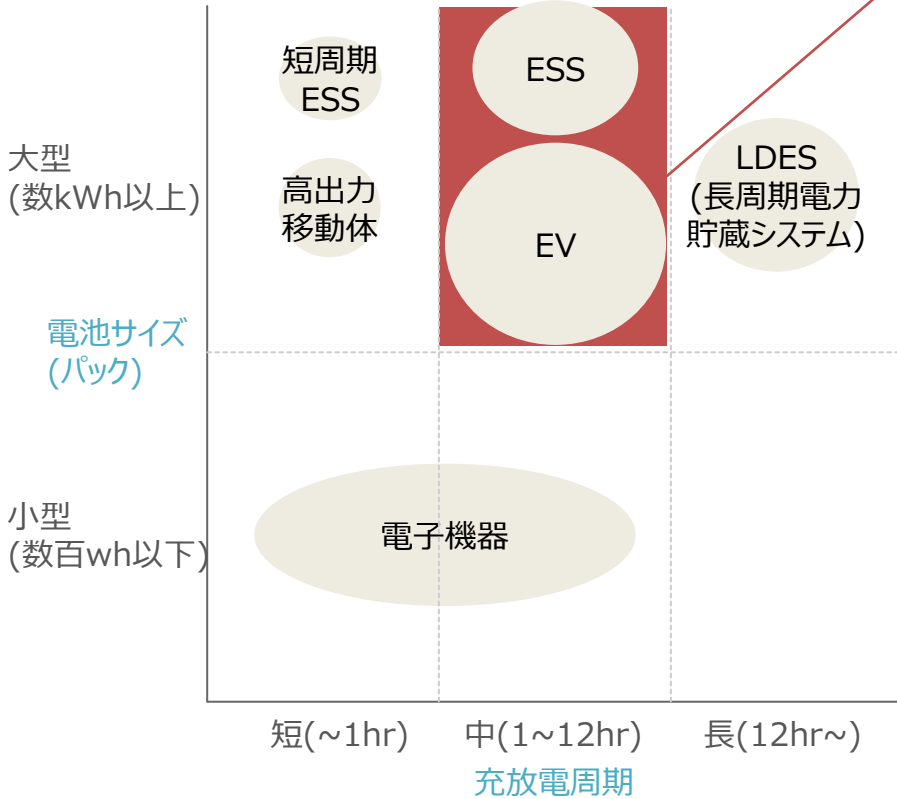 短周期
ESS
ESS
大型
(数kWh以上)
高出力
移動体
EV
LDES
(長周期電力
貯蔵システム)
電池サイズ
(パック)
小型
(数百wh以下)
電子機器
短(~1hr)
中(1~12hr)
長(12hr~)
充放電周期